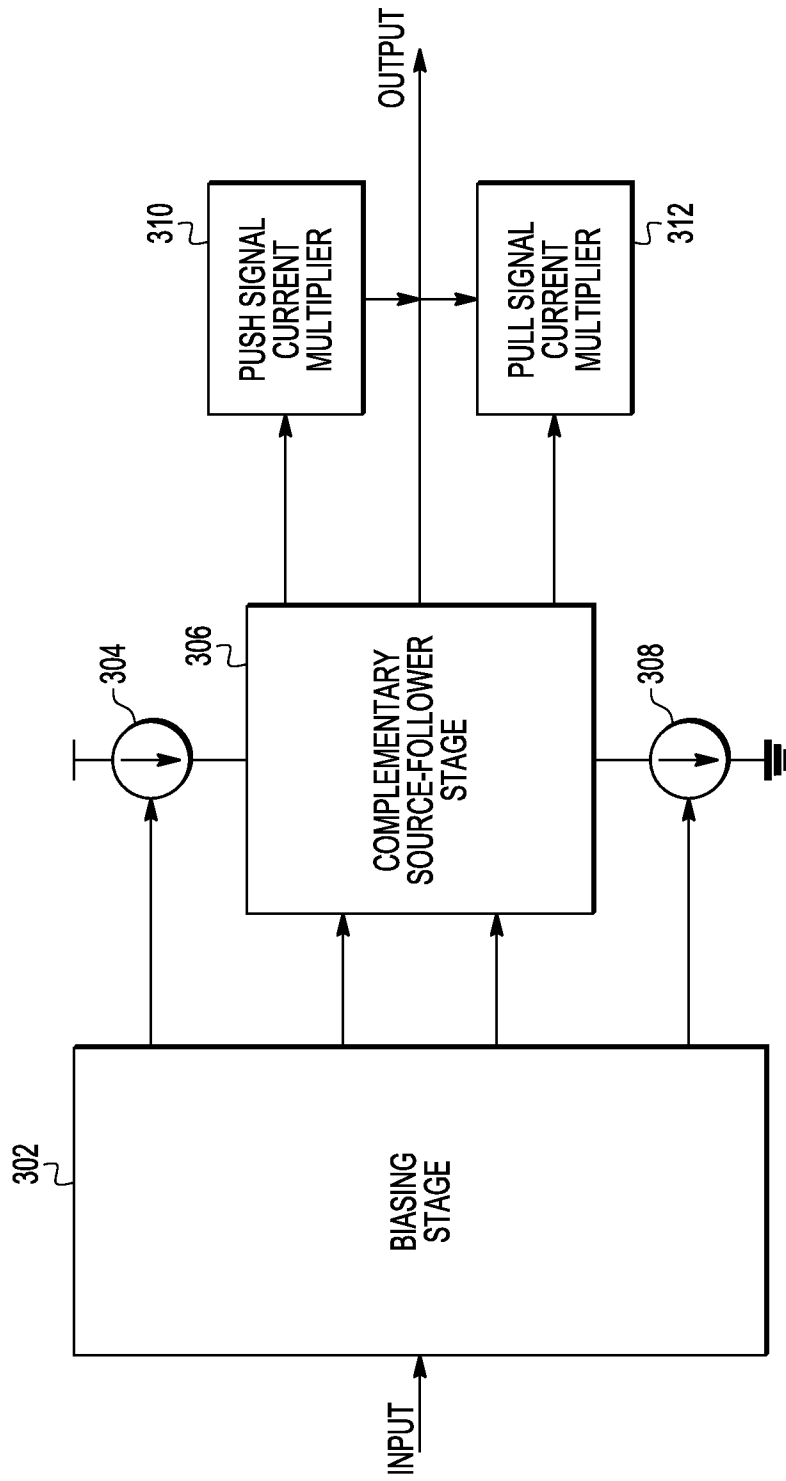 INPUT
302
BIASING
STAGE
304
306
COMPLEMENTARY
SOURCE-FOLLOWER
STAGE
308
310
PUSH SIGNAL
CURRENT
MULTIPLIER
OUTPUT
PULL SIGNAL
CURRENT
MULTIPLIER
312